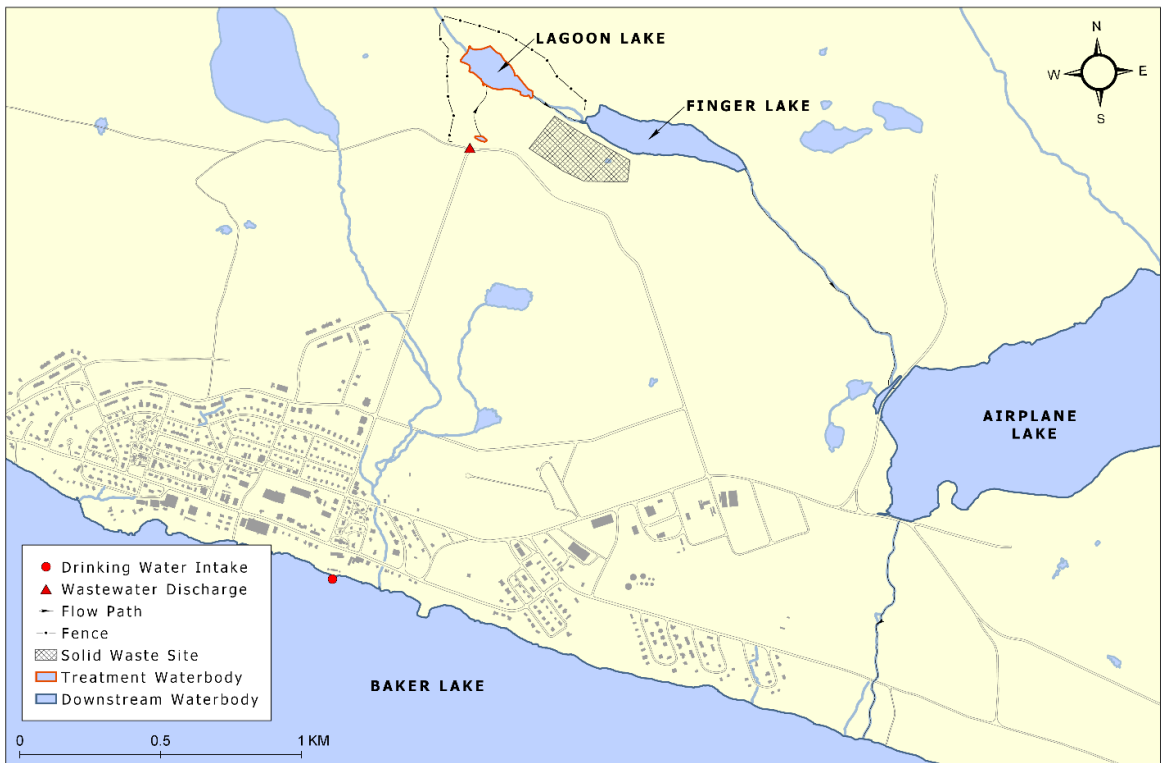 LAGOON LAKE
FINGER LAKE
N
W E
S
AIRPLANE
LAKE
BAKER LAKE
Drinking Water Intake
Wastewater Discharge
Flow Path
Fence
Solid Waste Site
Treatment Waterbody
Downstream Waterbody
0 0.5 1 KM